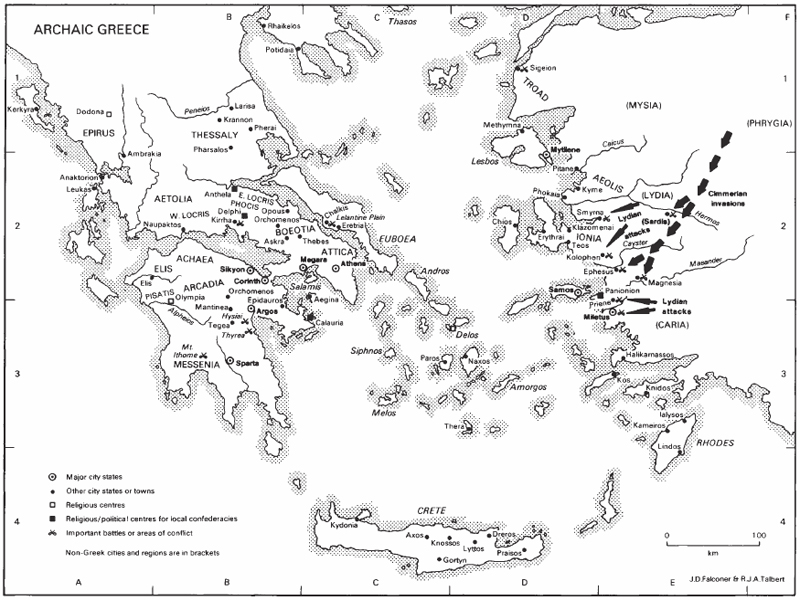 B
C
D
F
ARCHAIC GREECE
Rhaikelos
Thasos
Potidaia
1
1
Sigeion
TROAD
(MYSIA)
(PHRYGIA)
Kerkyra
Dodona
EPIRUS
Peneios
Larisa
Krannon
THESSALY
Pherai
Pharsalos
Ambrakia
Methymna
Lesbos
Mytilene
Caicus
Pitane
AEOLIS
Kyme
Phokaia
Cimmerian
invasions
Anaktorion
Leukas
AETOLIA
Anthela
E. LOCRIS
PHOCIS
Delphi
Opous
W. LOCRIS
Kirrha
Orchomenos
Naupaktos
BOEOTIA
Askra
Thebes
Chalkis
Lelantine Plain
Eretria
EUBOEA
2
2
(LYDIA)
Smyrna
Lydian
attacks
(Sardis)
Hermos
Chios
Klazomenai
Erythrai
IONIA
Teos
Kolophon
Cayster
Maeander
Ephesus
Magnesia
ATTICA
Megara
Athens
ACHAEA
Sikyon
Corinth
Salamis
Andros
ELIS
Elis
ARCADIA
PISATIS
Olympia
Orchomenos
Epidauros
Aegina
Mantinea
Argos
Alpheios
Hysiai
Tegea
Thyrea
Calauria
Samos
Panionion
Priene
Miletus
Lydian
attacks
(CARIA)
Delos
Siphnos
Mt.
Ithome
MESSENIA
Sparta
Paros
Naxos
Halikarnassos
3
3
Melos
Amorgos
Kos
Knidos
Thera
Ialysos
Kameiros
Lindos
RHODES
Major city states
Other city states or towns
Religious centres
Religious/political centres for local confederacies
Important battles or areas of conflict
Non-Greek cities and regions are in brackets
4
4
CRETE
Kydonia
Axos
Knossos
Lyttos
Dreros
Gortyn
Praisos
0
100
km
J.D.Falconer & R.J.A.Talbert
A
B
C
D
E